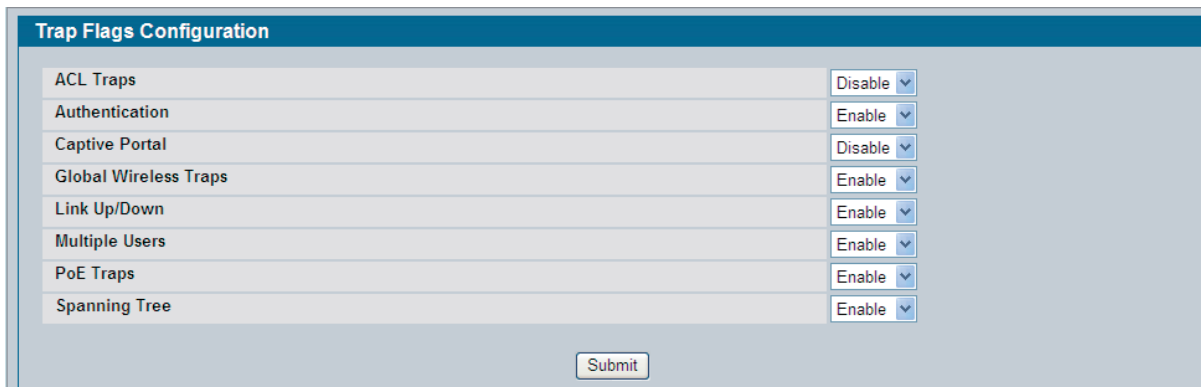 Trap Flags Configuration
ACL Traps Disable
Authentication Enable
Captive Portal Disable
Global Wireless Traps Enable
Link Up/Down Enable
Multiple Users Enable
PoE Traps Enable
Spanning Tree Enable
Submit